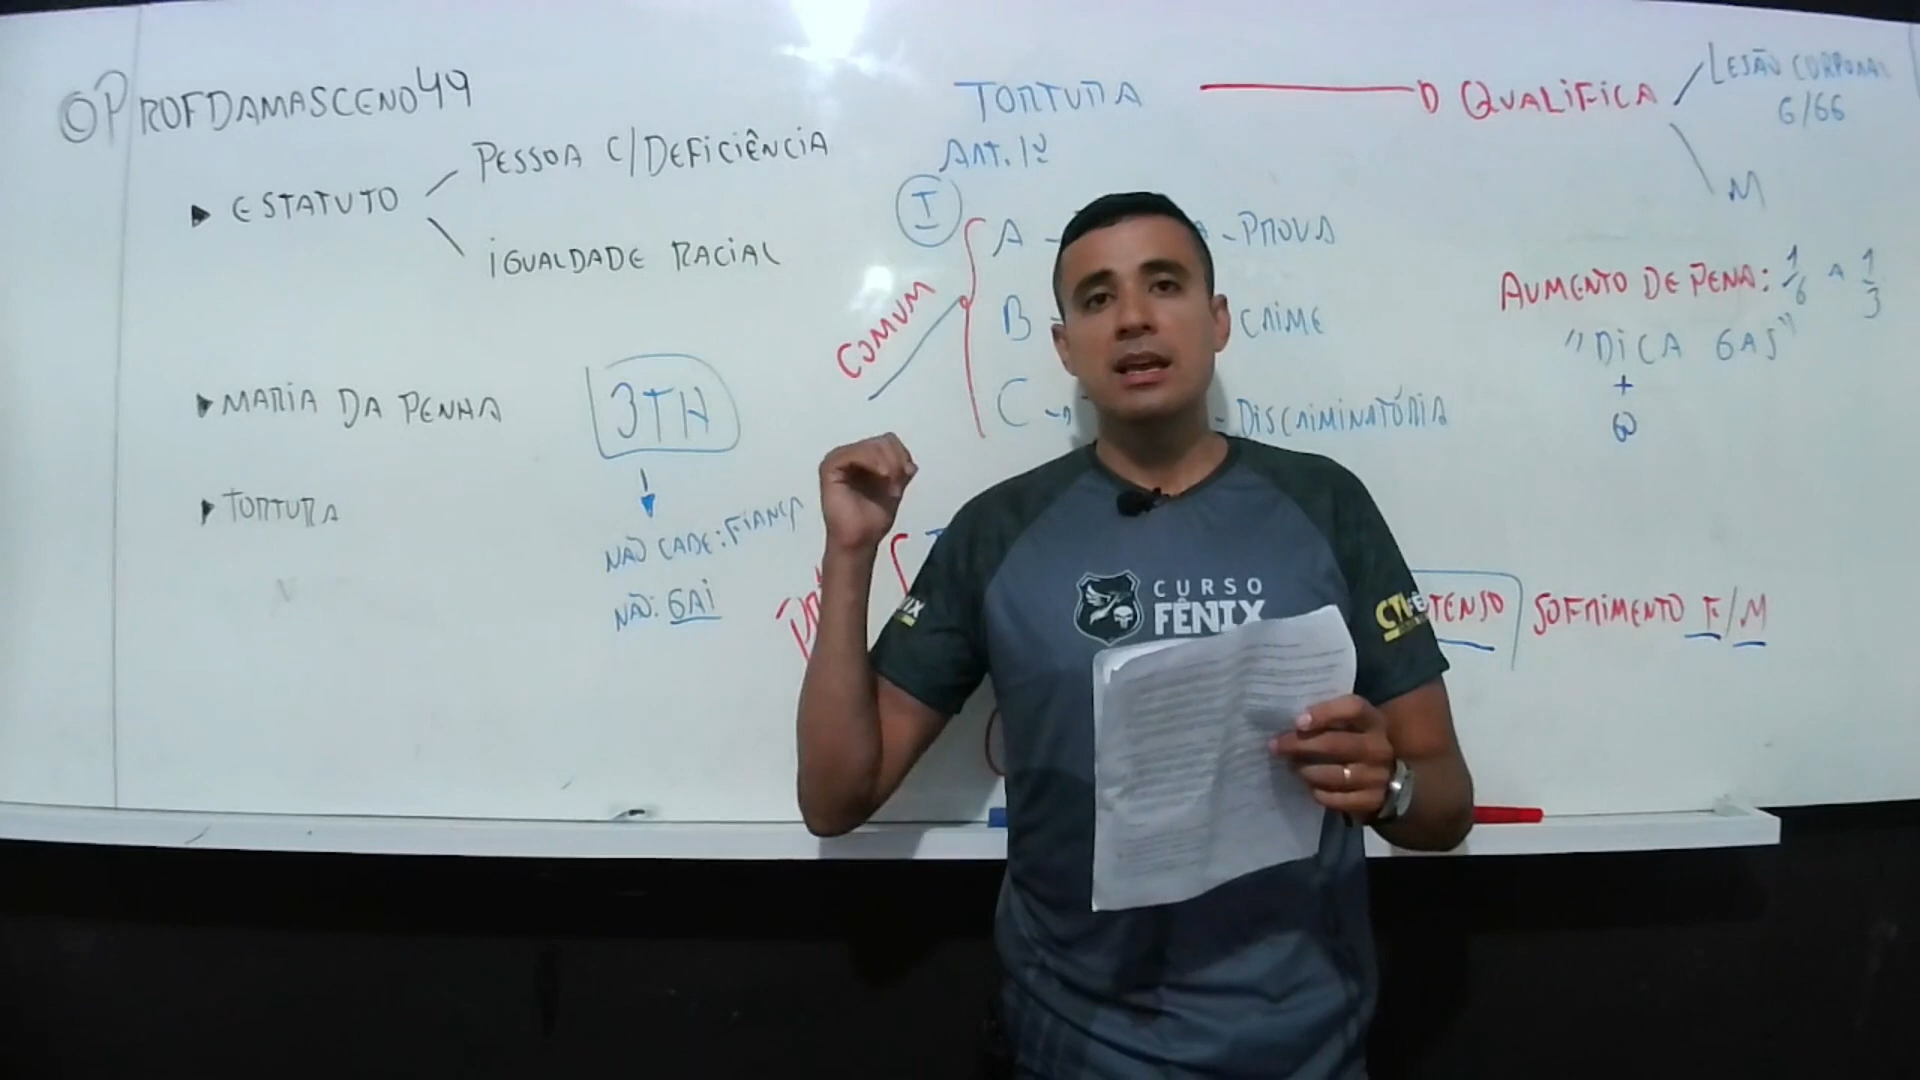 @PROFDAMASCENO49
ESTATUTO
PESSOA C/DEFICIÊNCIA
IGUALDADE RACIAL
MARIA DA PENHA
TORTURA
3TH
NÃO CABE: FIANÇA
NÃO: GAI
TORTURA
ART. 1º
I
COMUM
A - PROVA
B - CRIME
C - DISCRIMINATÓRIA
QUALIFICA
LESÃO CORPORAL
G/GG
M
AUMENTO DE PENA: 1/6 A 1/3
"DICA GAS"
+
60
SOFRIMENTO F/M
CURSO
FÊNIX